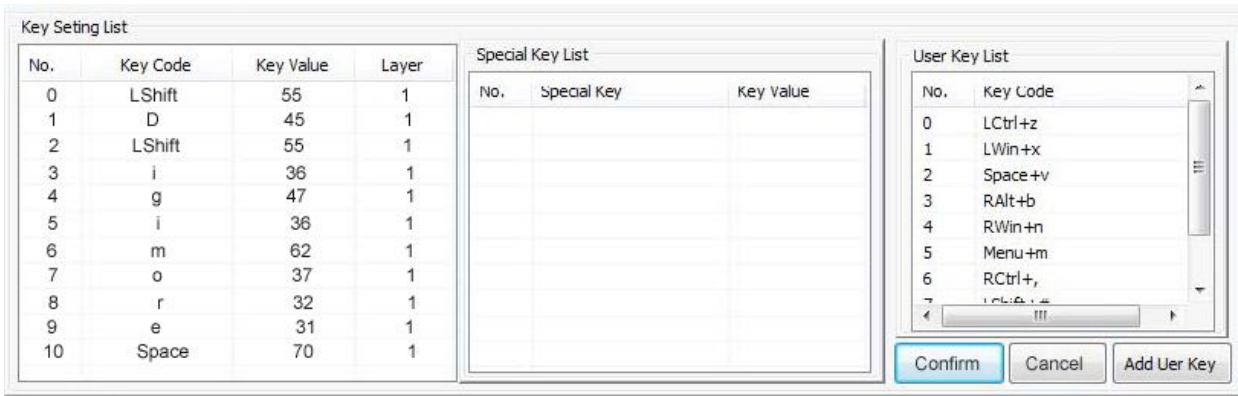 Key Seting List
No. Key Code Key Value Layer
0 LShift 55 1
1 D 45 1
2 LShift 55 1
3 i 36 1
4 g 47 1
5 i 36 1
6 m 62 1
7 o 37 1
8 r 32 1
9 e 31 1
10 Space 70 1
Special Key List
No. Special Key Key Value
User Key List
No. Key Code
0 LCtrl+z
1 LWin+x
2 Space+v
3 RAlt+b
4 RWin+n
5 Menu+m
6 RCtrl+,
Confirm Cancel Add Uer Key